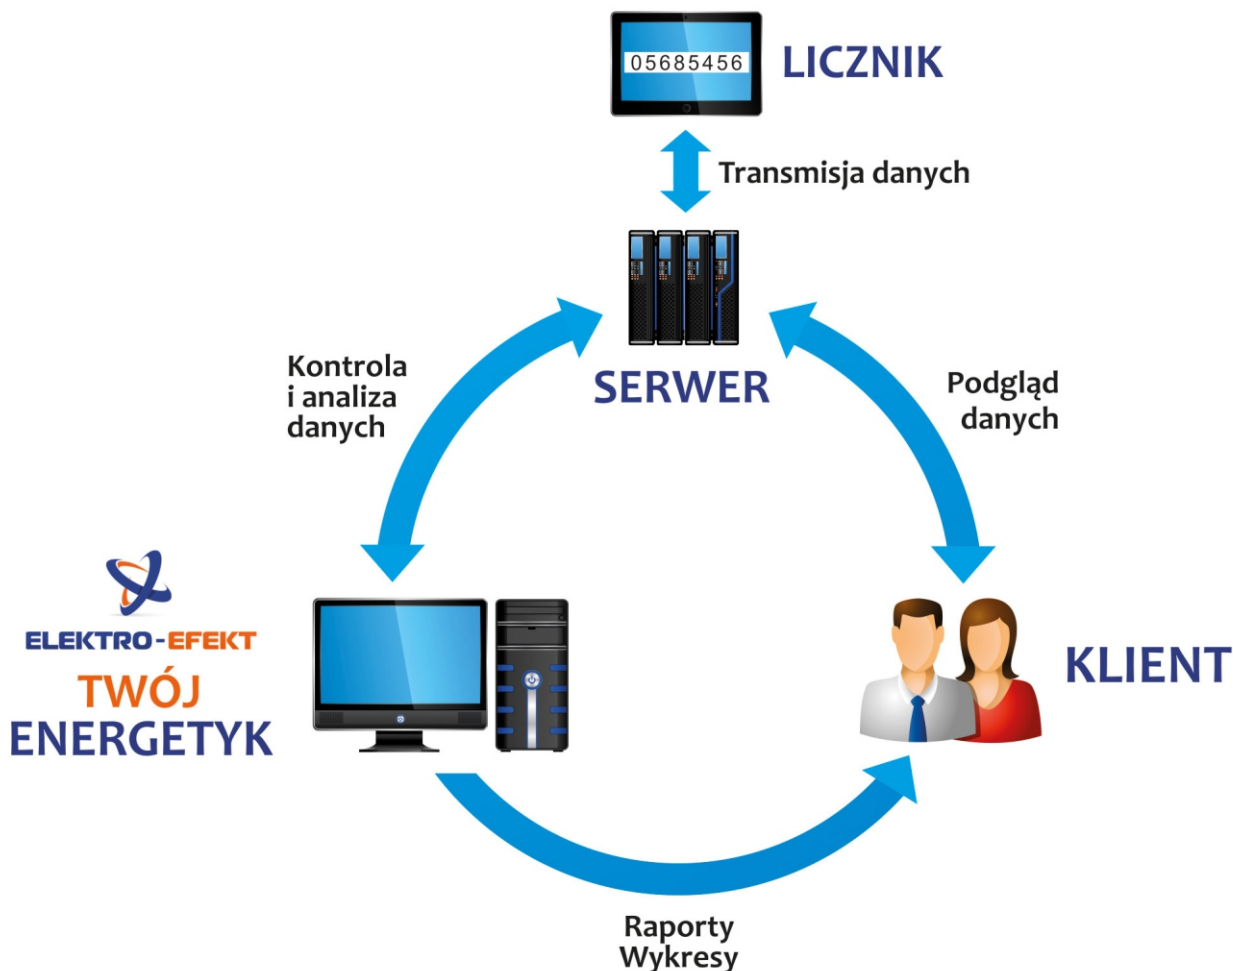 05685456
LICZNIK
Transmisja danych
SERWER
Kontrola
i analiza
danych
Podgląd
danych
ELEKTRO-EFEKT
TWÓJ
ENERGETYK
KLIENT
Raporty
Wykresy